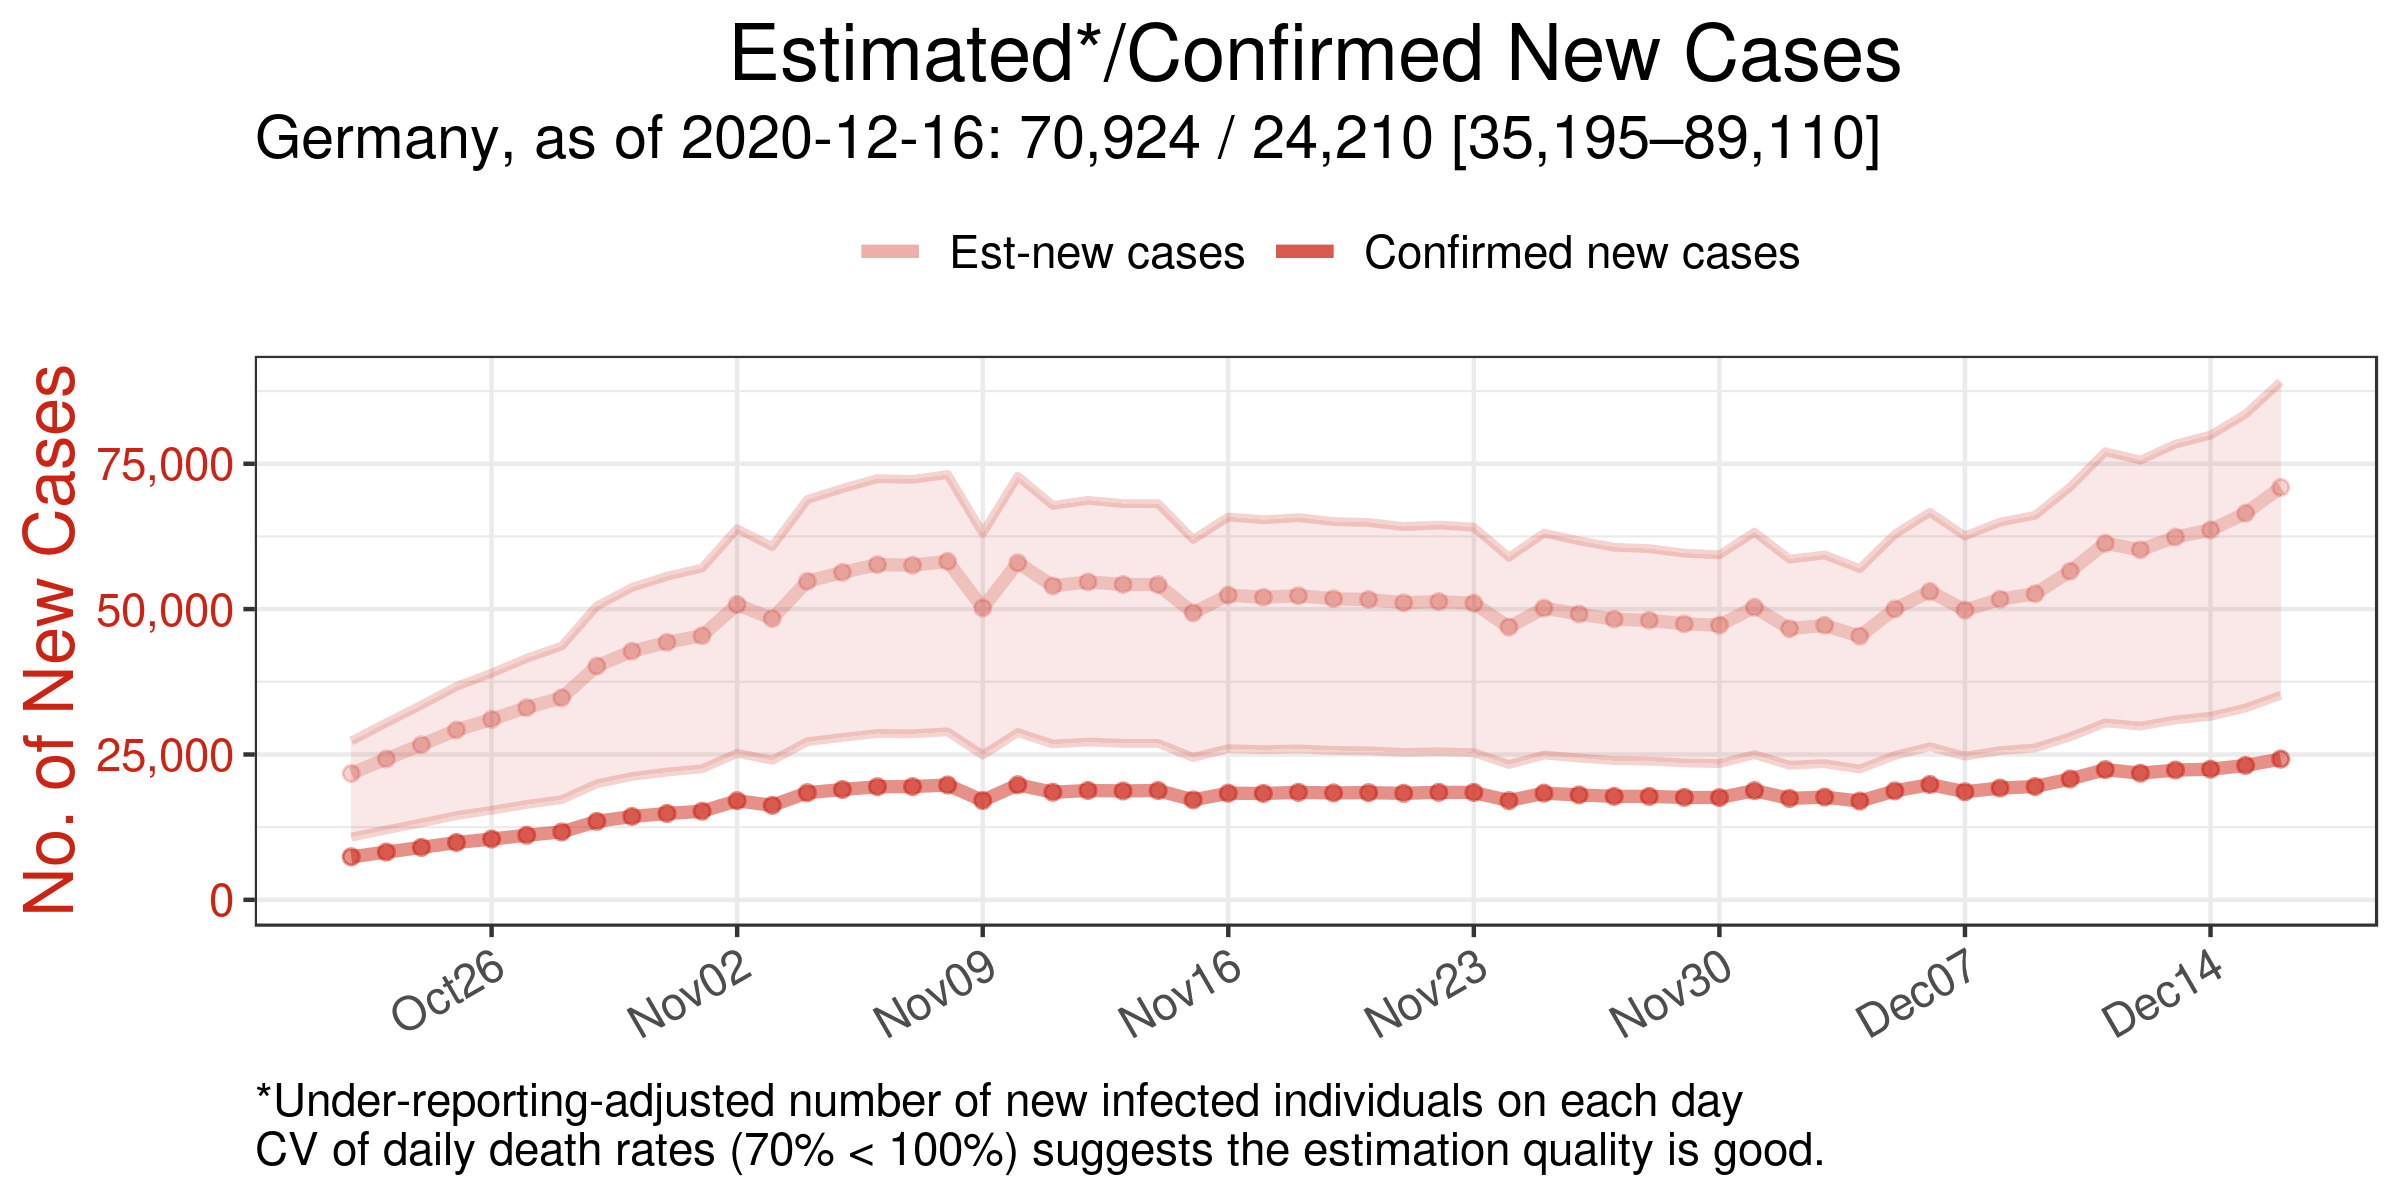 Estimated*/Confirmed New Cases
Germany, as of 2020-12-16: 70,924 / 24,210 [35,195–89,110]
Est-new cases
Confirmed new cases
No. of New Cases
75,000
50,000
25,000
0
Oct26
Nov02
Nov09
Nov16
Nov23
Nov30
Dec07
Dec14
*Under-reporting-adjusted number of new infected individuals on each day
CV of daily death rates (70% < 100%) suggests the estimation quality is good.